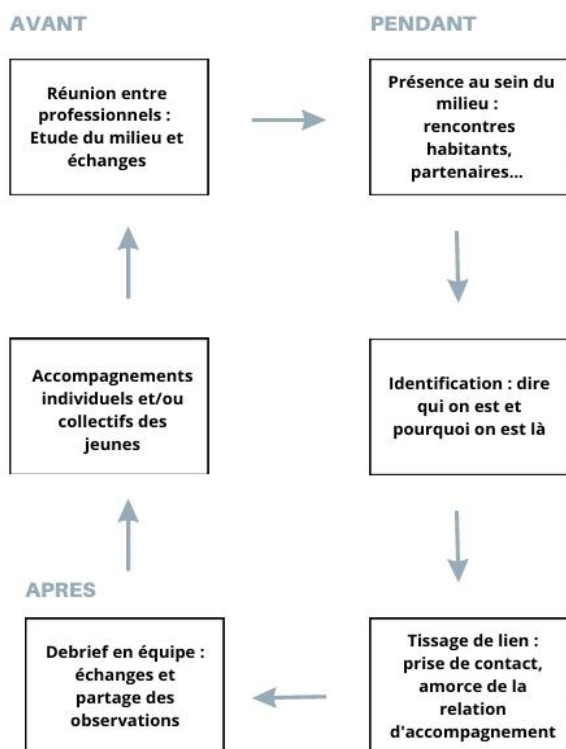 AVANT
Réunion entre
professionnels :
Etude du milieu et
échanges
PENDANT
Présence au sein du
milieu :
rencontres
habitants,
partenaires...
Identification : dire
qui on est et
pourquoi on est là
Tissage de lien :
prise de contact,
amorce de la
relation
d'accompagnement
APRES
Debrief en équipe :
échanges et
partage des
observations
Accompagnements
individuels et/ou
collectifs des
jeunes